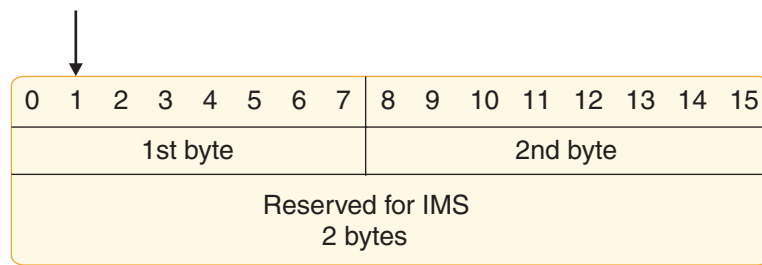 0 1 2 3 4 5 6 7 8 9 10 11 12 13 14 15
1st byte 2nd byte
Reserved for IMS
2 bytes